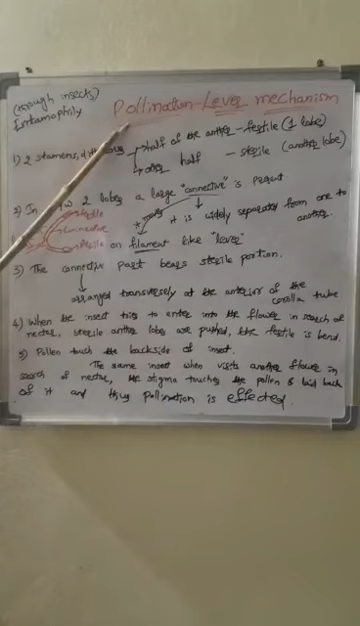 (through insects)
Entamophily
Pollination - Lever mechanism
1) 2 stamens, half of the anther - fertile (1 lobe)
other half - sterile (another lobe)
2) In 2 lobes a large "connective" is present
it is widely separates from one to
another.
Connective
on filament like "lever"
3) The connective part bears sterile portion.
arranged transversely at the anterior of the
corolla tube
4) When the insect tries to enter into the flower in search of
nectar, sterile anther lobes are pushed, the fertile is bend.
5) Pollen touch the backside of insect.
The same insect when visits another flower in
search of nectar, the stigma touches the pollen & laid back
of it and thus pollination is effected.